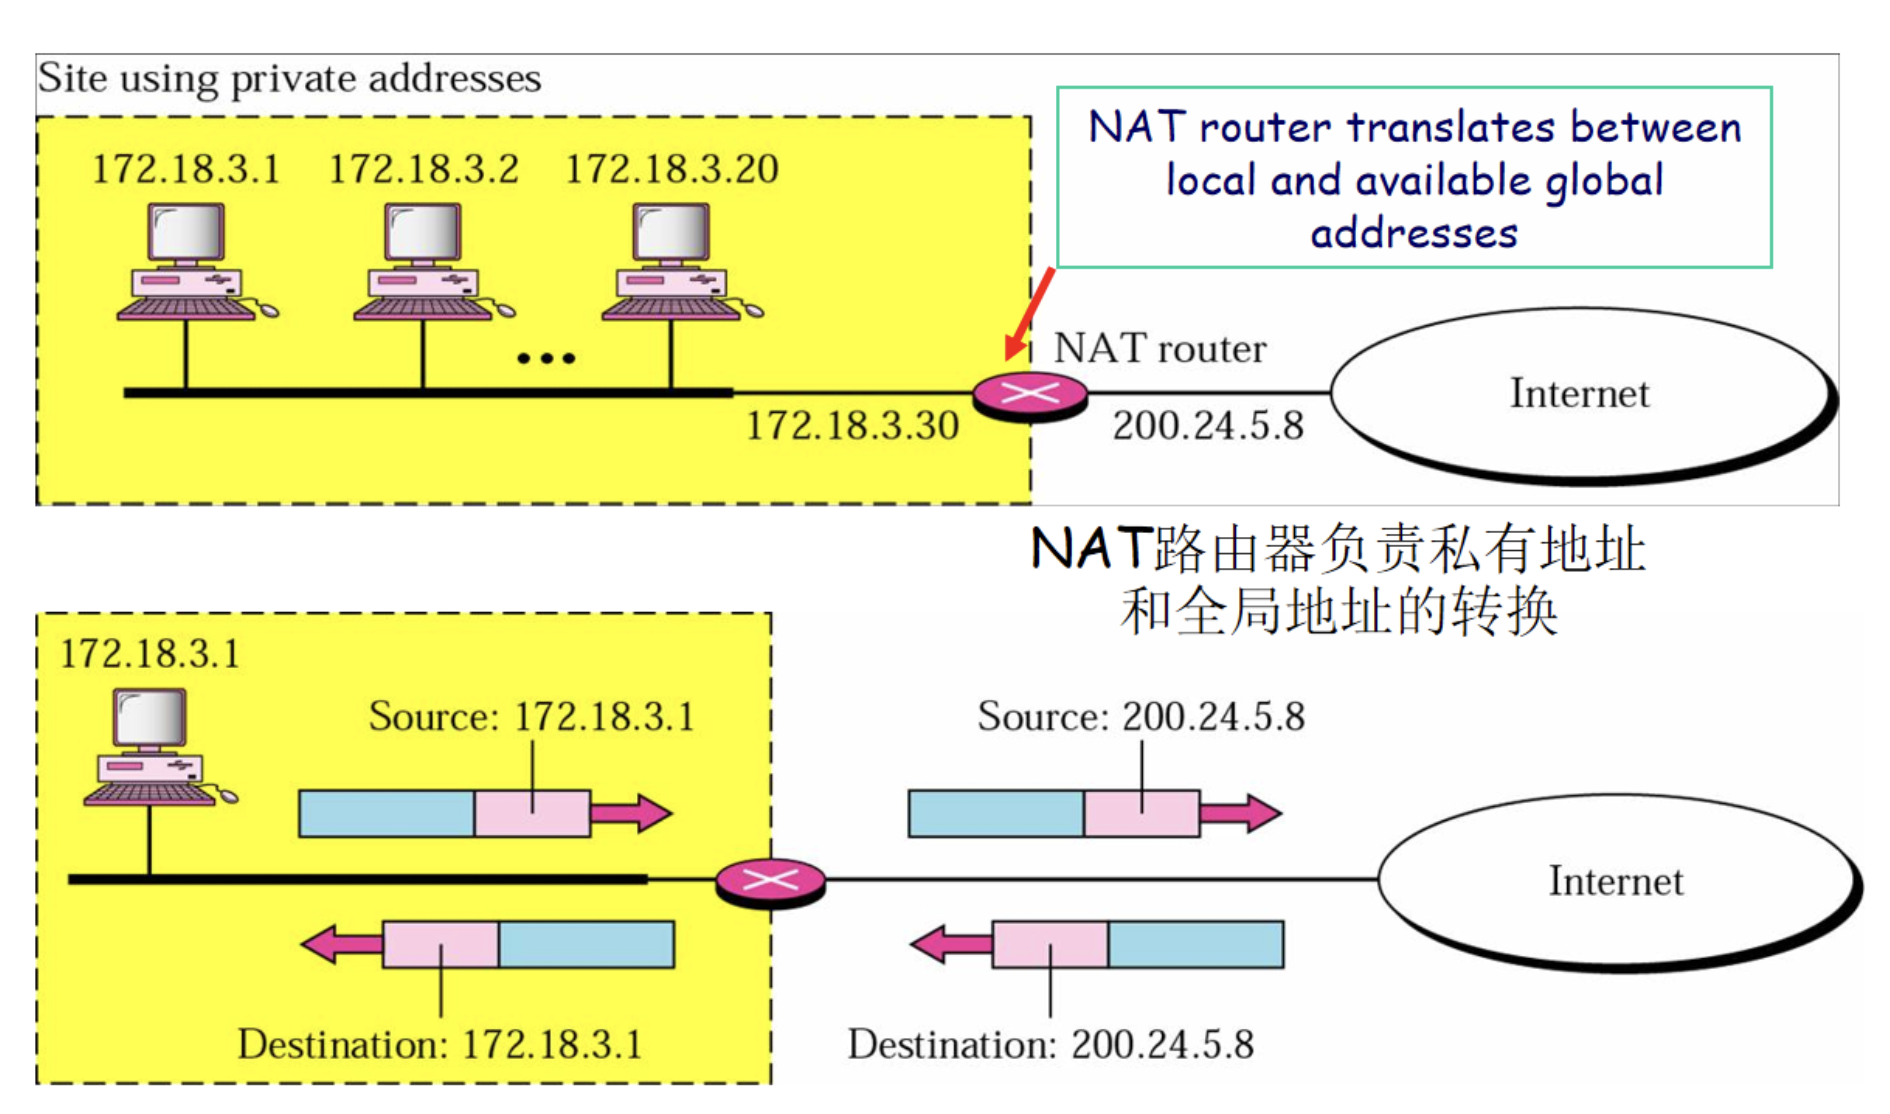 Site using private addresses
NAT router translates between
local and available global
addresses
172.18.3.1
172.18.3.2
172.18.3.20
NAT router
Internet
172.18.3.30
200.24.5.8
NAT路由器负责私有地址
和全局地址的转换
172.18.3.1
Source: 172.18.3.1
Source: 200.24.5.8
Internet
Destination: 172.18.3.1
Destination: 200.24.5.8